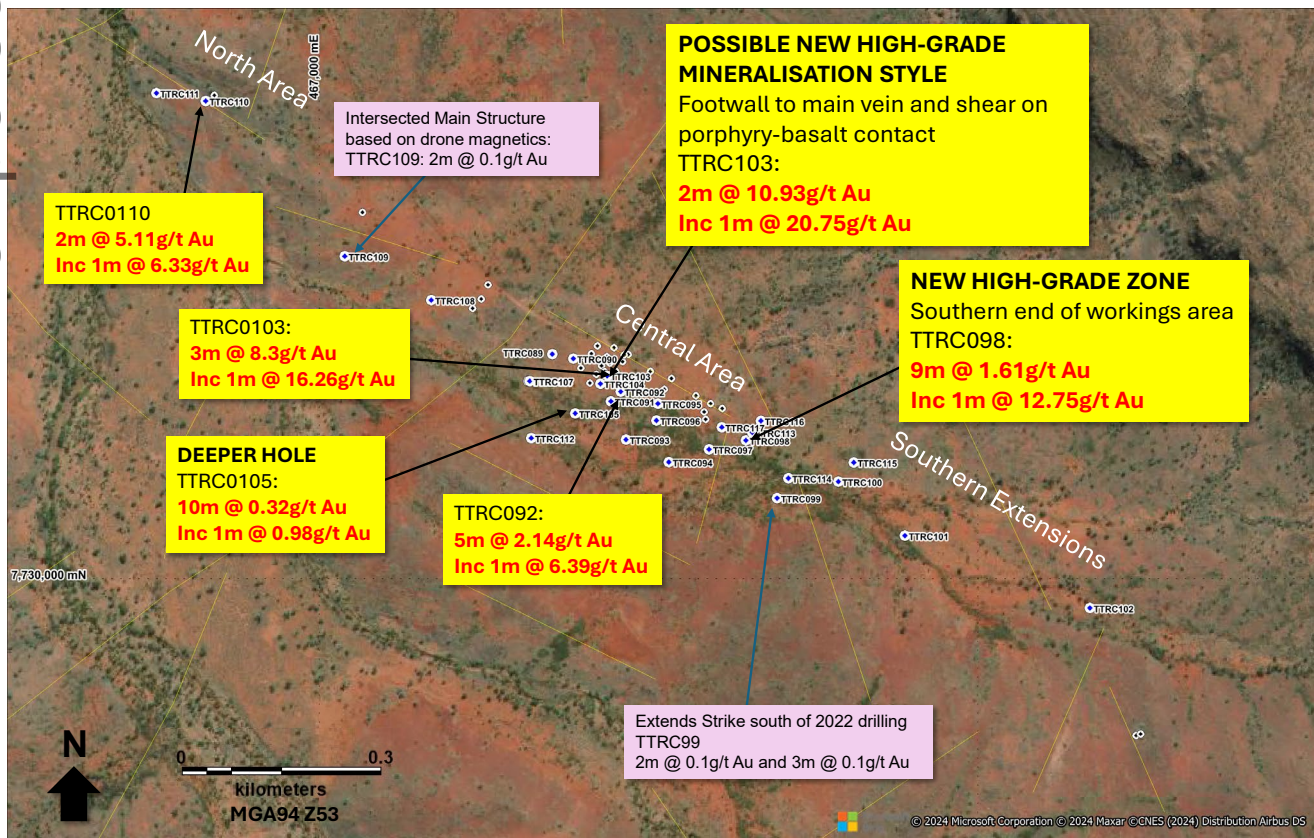 North Area
467,000 mE
TTRC111
TTRC110
Intersected Main Structure
based on drone magnetics:
TTRC109: 2m @ 0.1g/t Au
POSSIBLE NEW HIGH-GRADE
MINERALISATION STYLE
Footwall to main vein and shear on
porphyry-basalt contact
TTRC103:
2m @ 10.93g/t Au
Inc 1m @ 20.75g/t Au
TTRC0110
2m @ 5.11g/t Au
Inc 1m @ 6.33g/t Au
TTRC109
NEW HIGH-GRADE ZONE
Southern end of workings area
TTRC098:
9m @ 1.61g/t Au
Inc 1m @ 12.75g/t Au
TTRC108
TTRC0103:
3m @ 8.3g/t Au
Inc 1m @ 16.26g/t Au
Central Area
TTRC089
TTRC090
TTRC103
TTRC107
TTRC104
TTRC092
TTRC091
TTRC095
TTRC105
TTRC096
TTRC116
TTRC117
TTRC113
TTRC112
TTRC093
TTRC098
TTRC097
TTRC094
TTRC115
TTRC114
TTRC100
TTRC099
Southern Extensions
DEEPER HOLE
TTRC0105:
10m @ 0.32g/t Au
Inc 1m @ 0.98g/t Au
TTRC092:
5m @ 2.14g/t Au
Inc 1m @ 6.39g/t Au
TTRC101
7,730,000 mN
TTRC102
Extends Strike south of 2022 drilling
TTRC99
2m @ 0.1g/t Au and 3m @ 0.1g/t Au
N
0 0.3
kilometers
MGA94 Z53
© 2024 Microsoft Corporation © 2024 Maxar ©CNES (2024) Distribution Airbus DS